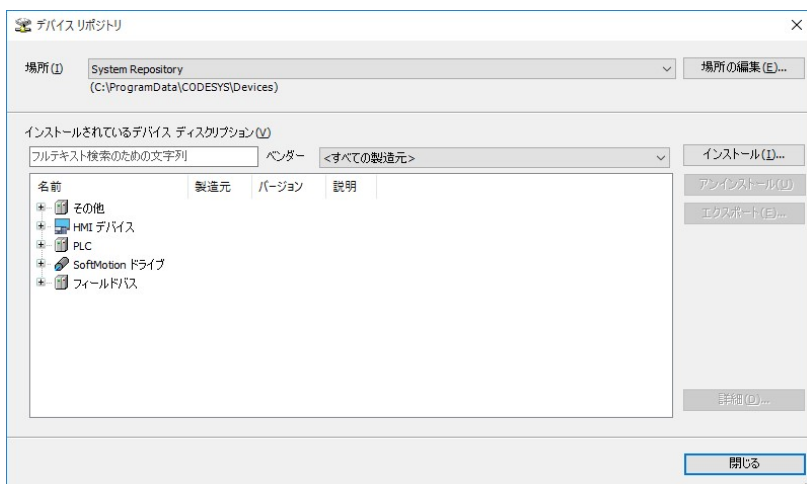 デバイス リポジトリ
場所(I) System Repository 場所の編集(E)...
(C:\ProgramData\CODESYS\Devices)
インストールされているデバイス ディスクリプション(V)
フルテキスト検索のための文字列 ベンダー <すべての製造元> インストール(I)...
名前 製造元 バージョン 説明 アンインストール(U)
その他 エクスポート(E)...
HMI デバイス
PLC
SoftMotion ドライブ
フィールドバス
詳細(D)...
閉じる